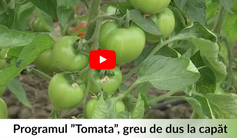 Programul ”Tomata”, greu de dus la capăt